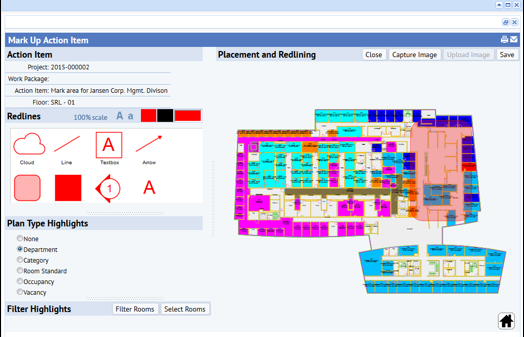 Mark Up Action Item
Action Item
Project: 2015-000002
Work Package:
Action Item: Mark area for Jansen Corp. Mgmt. Divison
Floor: SRL - 01
Redlines
100% scale A a
Cloud
Line
A
Textbox
Arrow
1
A
Plan Type Highlights
None
Department
Category
Room Standard
Occupancy
Vacancy
Filter Highlights
Filter Rooms
Select Rooms
Placement and Redlining
Close
Capture Image
Upload Image
Save